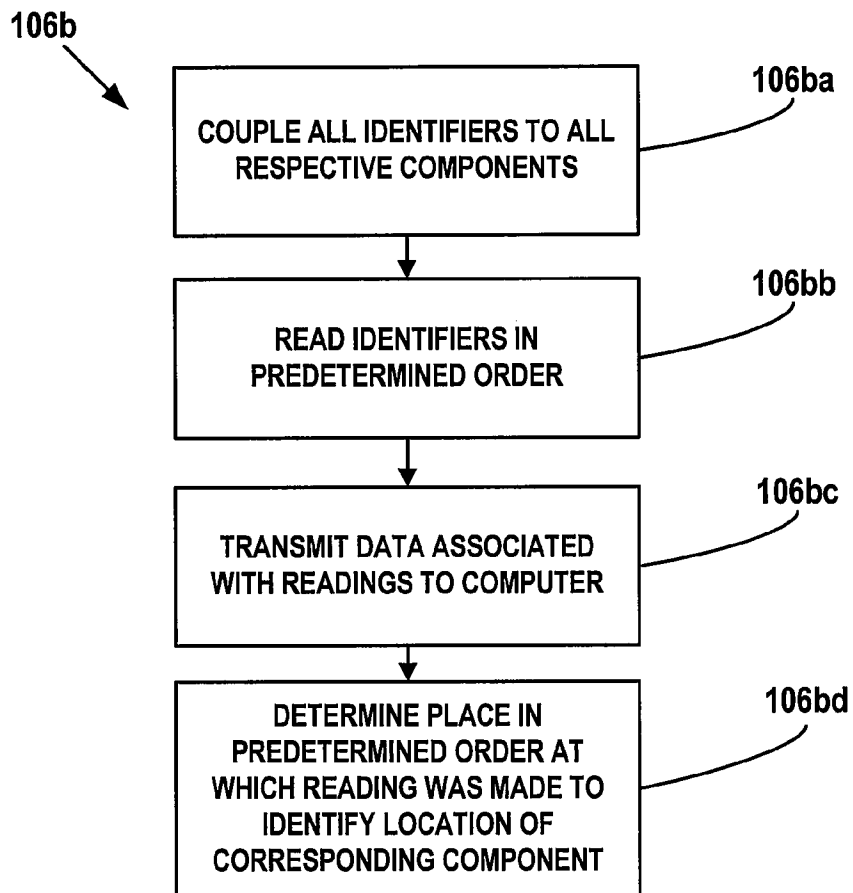 106b
106ba
COUPLE ALL IDENTIFIERS TO ALL
RESPECTIVE COMPONENTS
106bb
READ IDENTIFIERS IN
PREDETERMINED ORDER
106bc
TRANSMIT DATA ASSOCIATED
WITH READINGS TO COMPUTER
106bd
DETERMINE PLACE IN
PREDETERMINED ORDER AT
WHICH READING WAS MADE TO
IDENTIFY LOCATION OF
CORRESPONDING COMPONENT